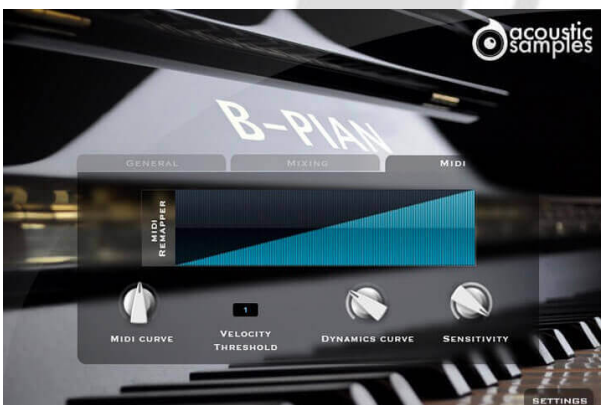 acoustic
samples
B-PIAN
GENERAL
MIXING
MIDI
MIDI
REMAPPER
1
MIDI CURVE
VELOCITY
THRESHOLD
DYNAMICS CURVE
SENSITIVITY
SETTINGS